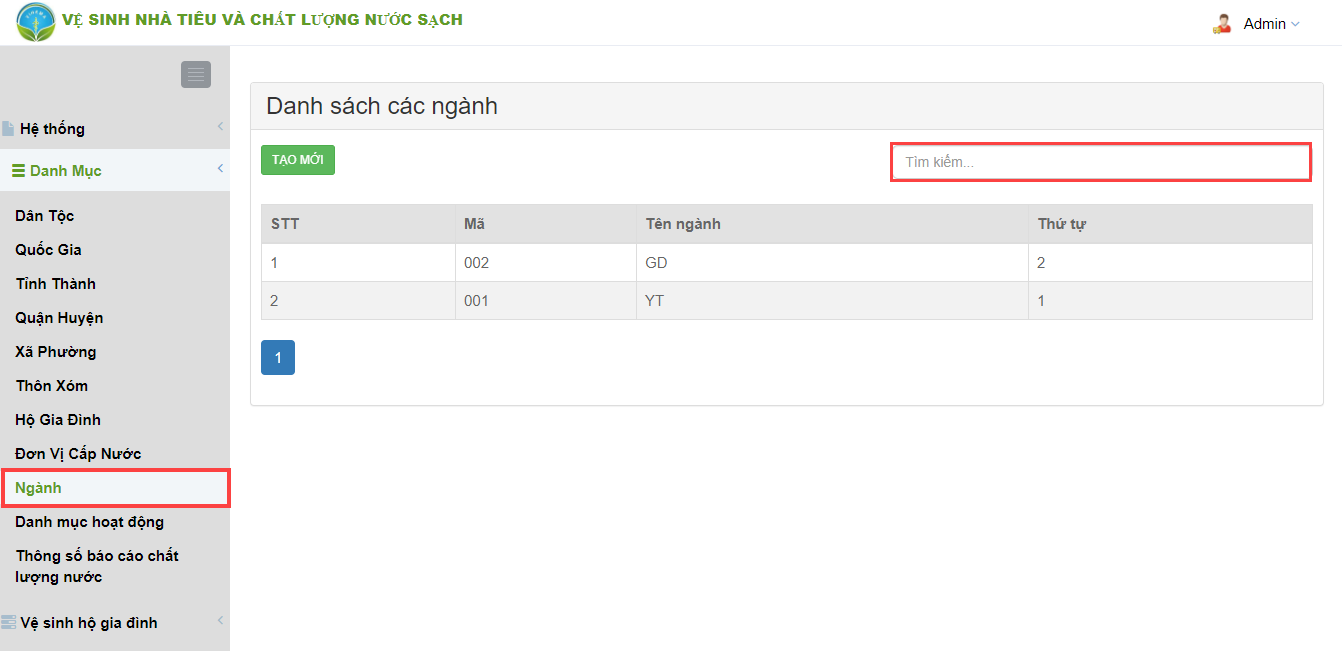 VỆ SINH NHÀ TIÊU VÀ CHẤT LƯỢNG NƯỚC SẠCH
Admin
Hệ thống
Danh Mục
Dân Tộc
Quốc Gia
Tỉnh Thành
Quận Huyện
Xã Phường
Thôn Xóm
Hộ Gia Đình
Đơn Vị Cấp Nước
Ngành
Danh mục hoạt động
Thông số báo cáo chất
lượng nước
Vệ sinh hộ gia đình
Danh sách các ngành
TẠO MỚI
Tìm kiếm...
STT Mã Tên ngành Thứ tự
1 002 GD 2
2 001 YT 1
1